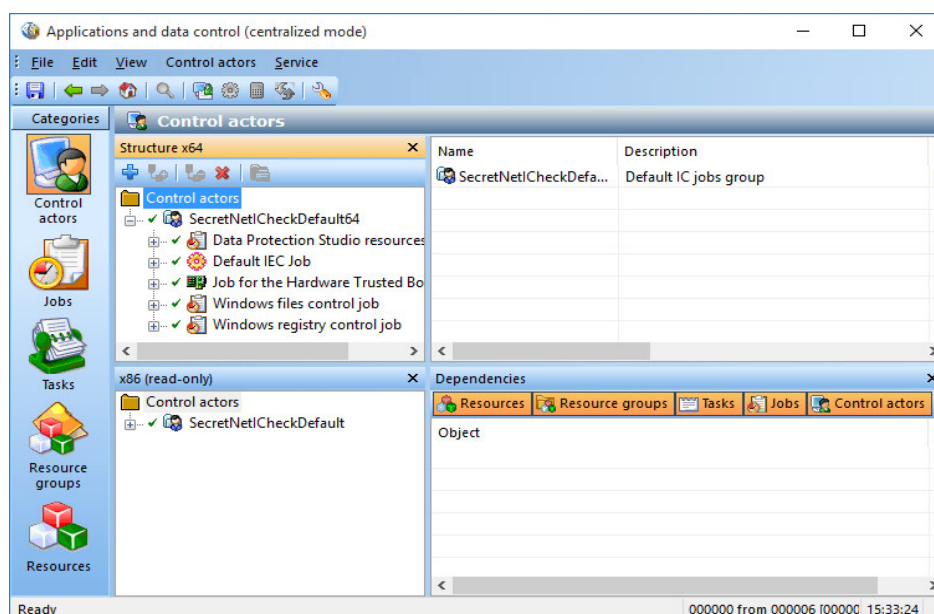 Applications and data control (centralized mode)
File Edit View Control actors Service
Categories
Control actors
Jobs
Tasks
Resource groups
Resources
Control actors
Structure x64
Control actors
SecretNetICheckDefault64
Data Protection Studio resources
Default IEC Job
Job for the Hardware Trusted Bo
Windows files control job
Windows registry control job
Name Description
SecretNetICheckDefa... Default IC jobs group
x86 (read-only)
Control actors
SecretNetICheckDefault
Dependencies
Resources Resource groups Tasks Jobs Control actors
Object
Ready 000000 from 000006 [00000 15:33:24